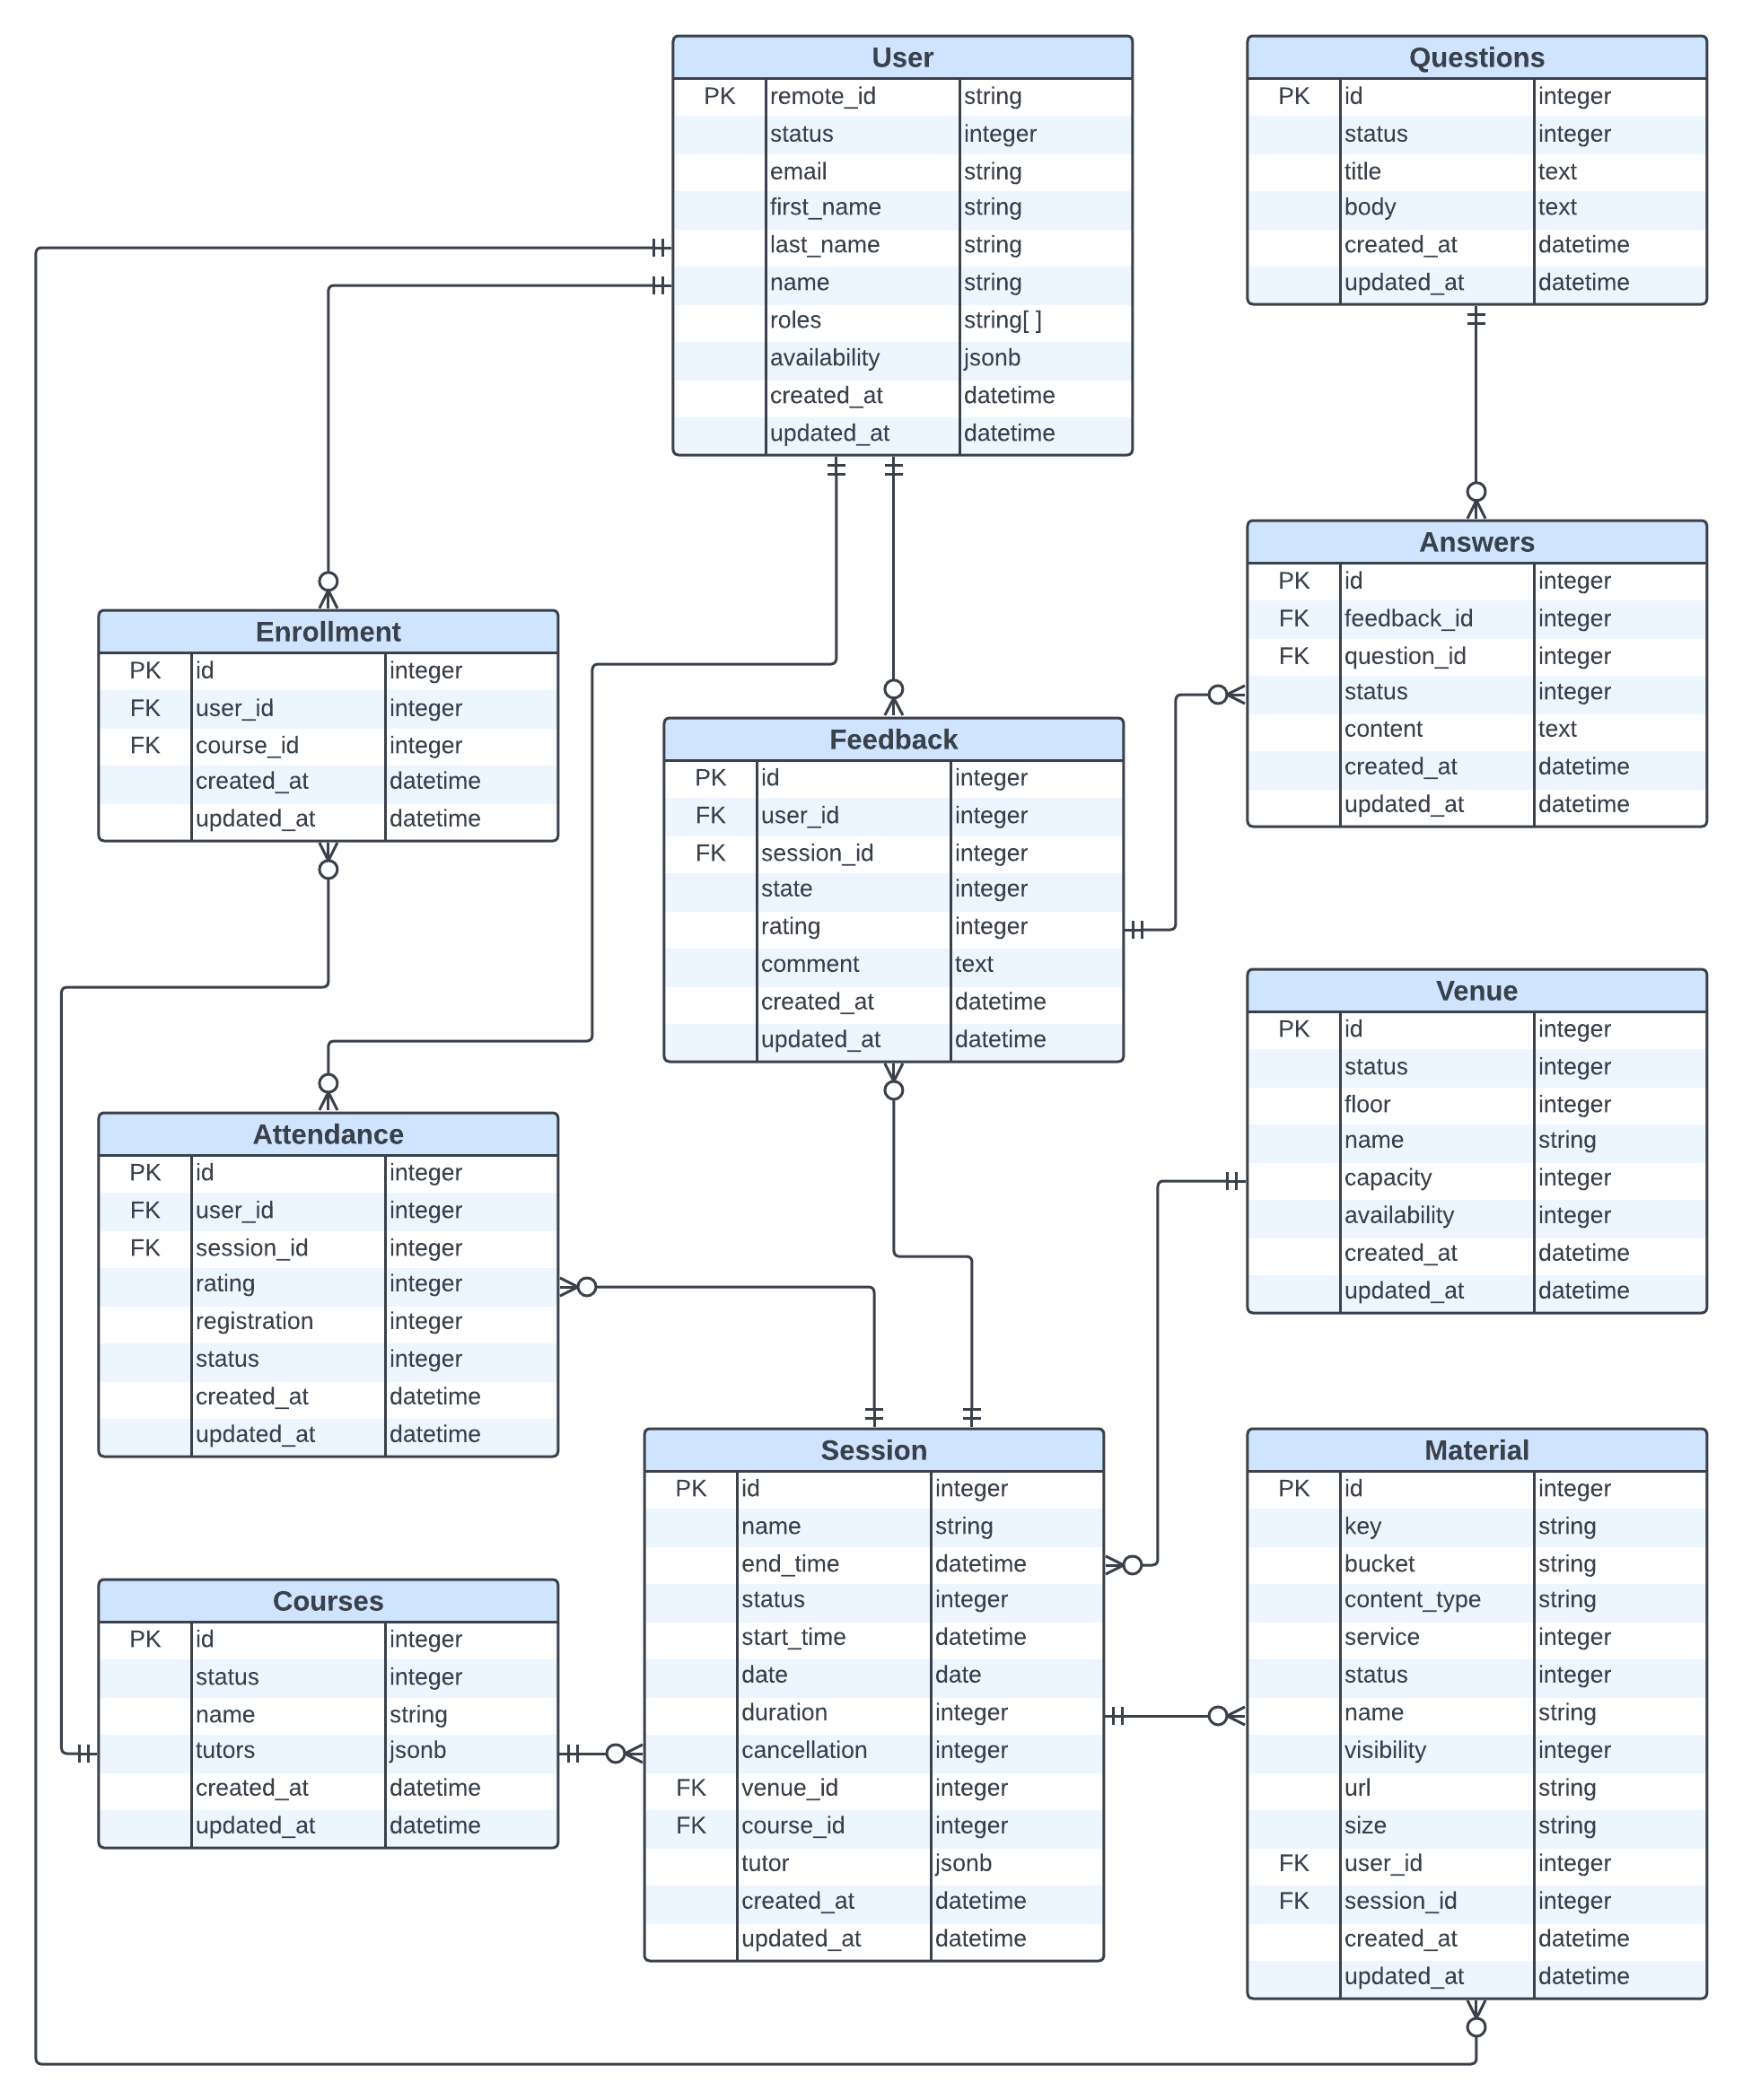 User
PK remote_id string
status integer
email string
first_name string
last_name string
name string
roles string[ ]
availability jsonb
created_at datetime
updated_at datetime
Questions
PK id integer
status integer
title text
body text
created_at datetime
updated_at datetime
Answers
PK id integer
FK feedback_id integer
FK question_id integer
status integer
content text
created_at datetime
updated_at datetime
Enrollment
PK id integer
FK user_id integer
FK course_id integer
created_at datetime
updated_at datetime
Feedback
PK id integer
FK user_id integer
FK session_id integer
state integer
rating integer
comment text
created_at datetime
updated_at datetime
Venue
PK id integer
status integer
floor integer
name string
capacity integer
availability integer
created_at datetime
updated_at datetime
Attendance
PK id integer
FK user_id integer
FK session_id integer
rating integer
registration integer
status integer
created_at datetime
updated_at datetime
Session
PK id integer
name string
end_time datetime
status integer
start_time datetime
date date
duration integer
cancellation integer
FK venue_id integer
FK course_id integer
tutor jsonb
created_at datetime
updated_at datetime
Material
PK id integer
key string
bucket string
content_type string
service integer
status integer
name string
visibility integer
url string
size string
FK user_id integer
FK session_id integer
created_at datetime
updated_at datetime
Courses
PK id integer
status integer
name string
tutors jsonb
created_at datetime
updated_at datetime